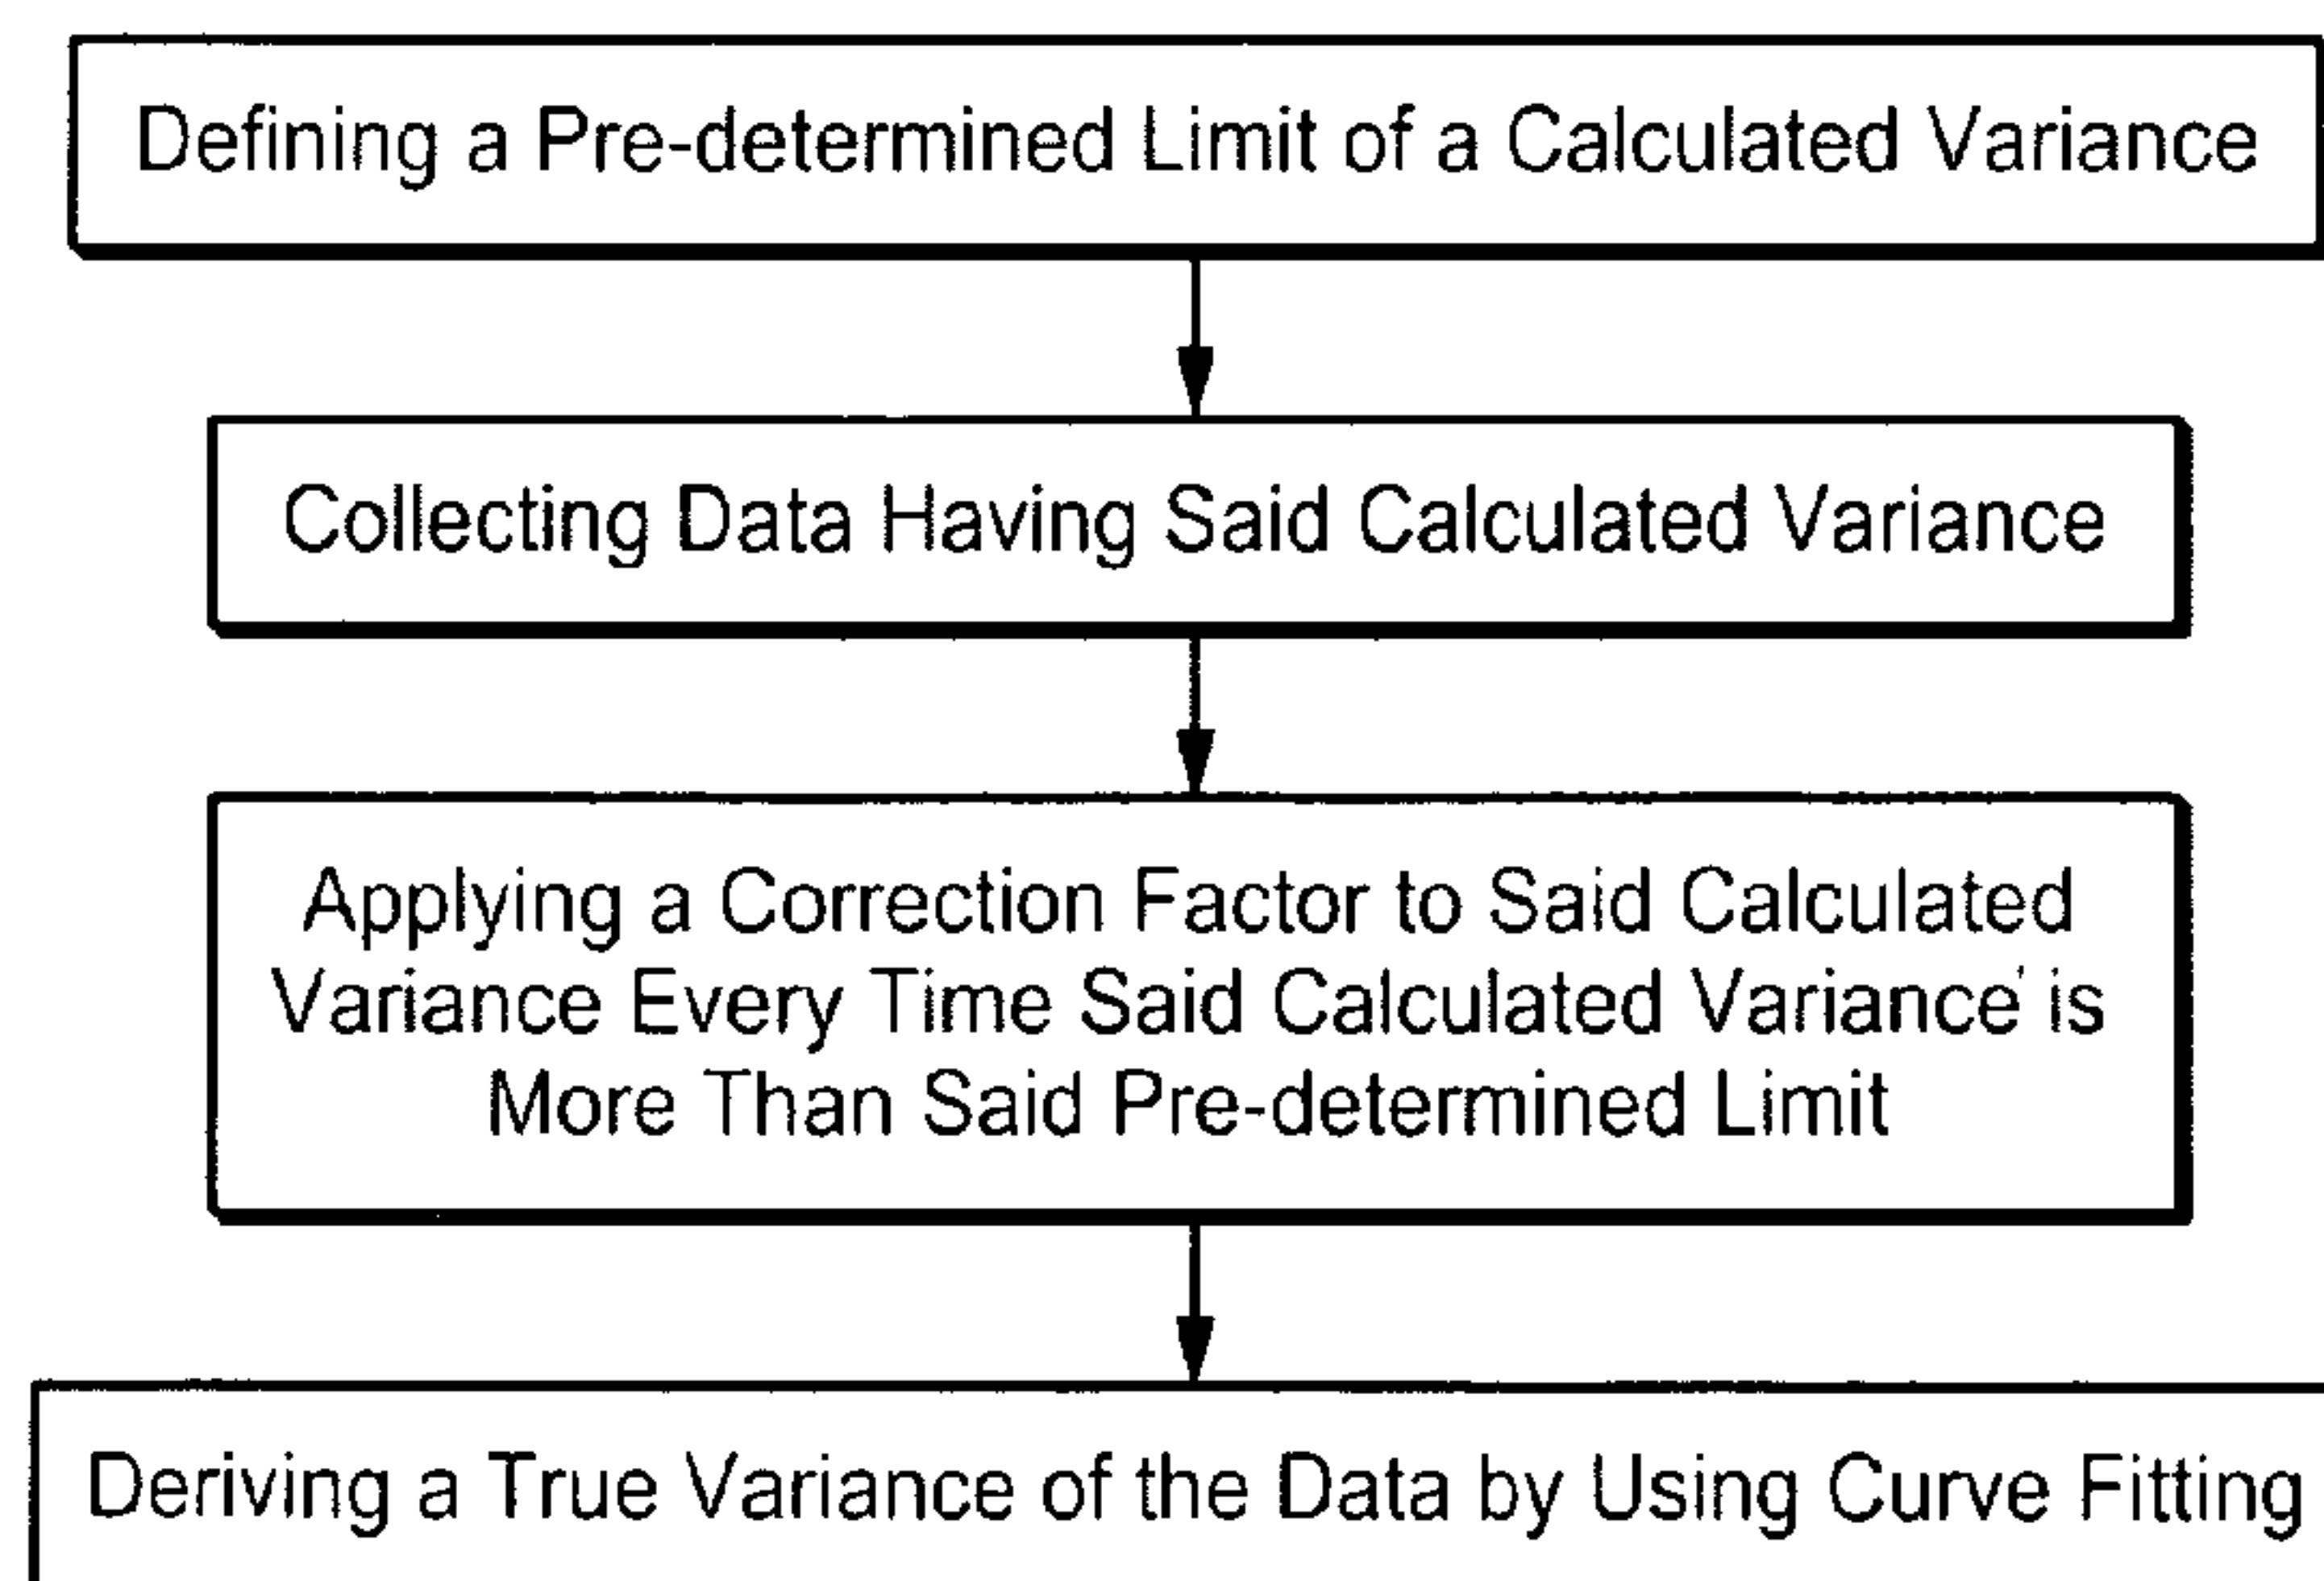 Defining a Pre-determined Limit of a Calculated Variance
Collecting Data Having Said Calculated Variance
Applying a Correction Factor to Said Calculated
Variance Every Time Said Calculated Variance is
More Than Said Pre-determined Limit
Deriving a True Variance of the Data by Using Curve Fitting